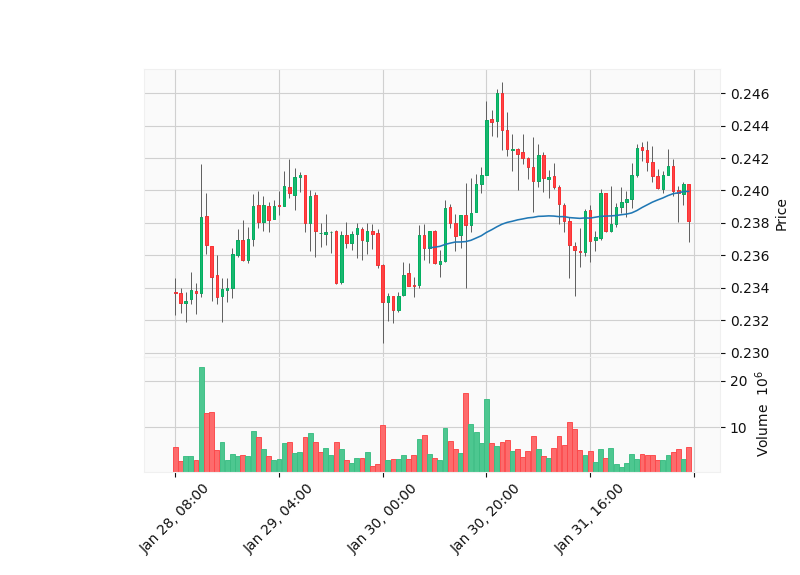 0.246
0.244
0.242
0.240
0.238
0.236
0.234
0.232
0.230
Price
20
10
Volume 10^6
Jan 28, 08:00
Jan 29, 04:00
Jan 30, 00:00
Jan 30, 20:00
Jan 31, 16:00